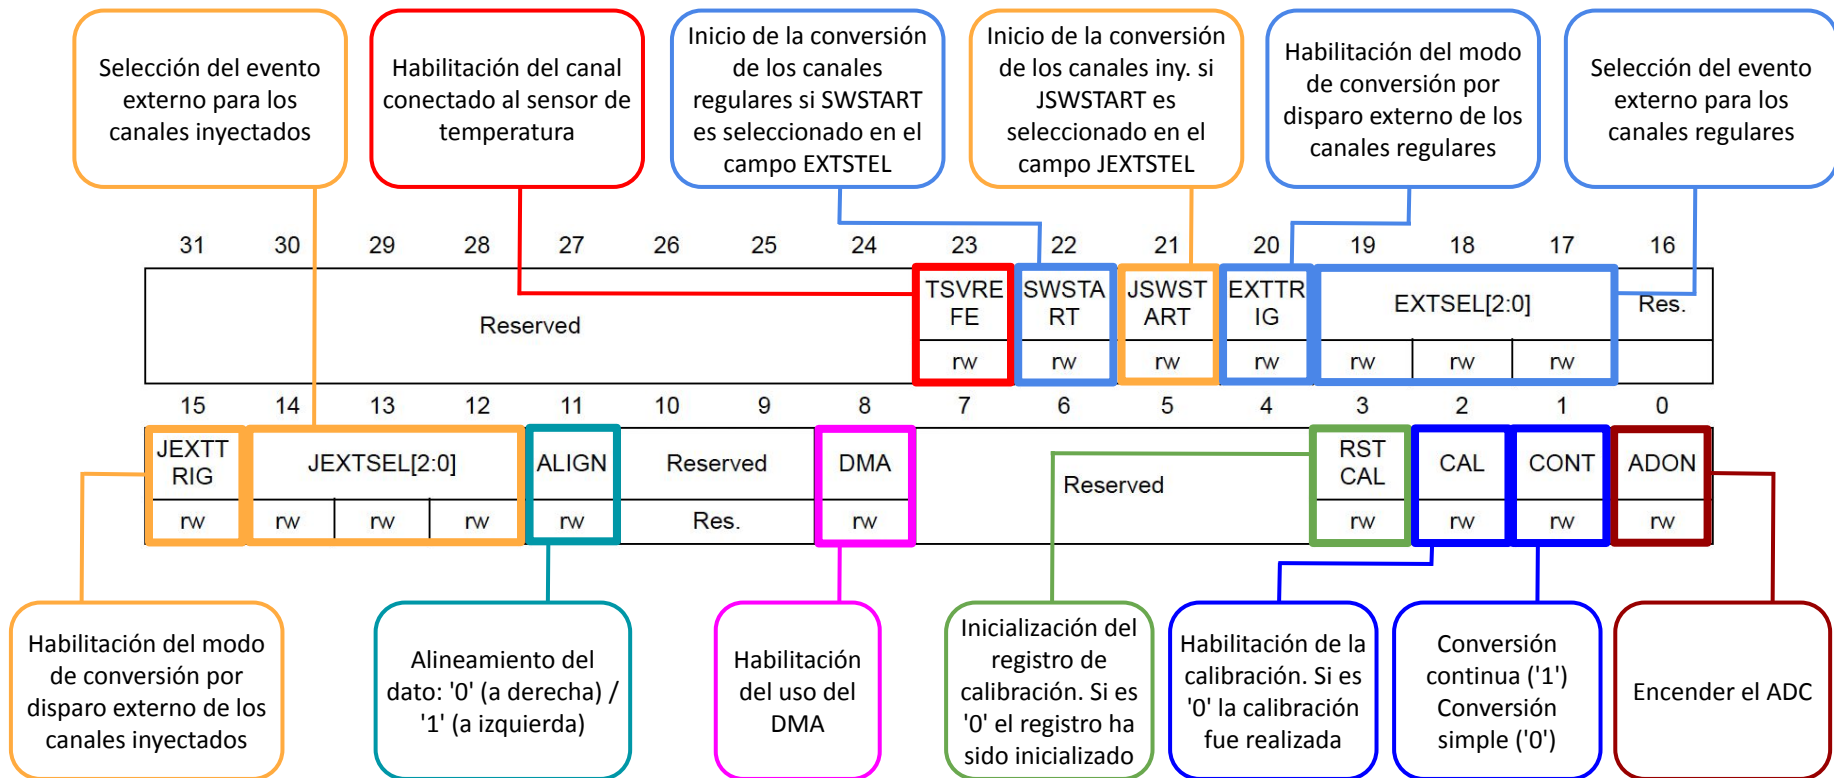 Selección del evento
externo para los
canales inyectados
Habilitación del canal
conectado al sensor de
temperatura
Inicio de la conversión
de los canales
regulares si SWSTART
es seleccionado en el
campo EXTSTEL
Inicio de la conversión
de los canales iny. si
JSWSTART es
seleccionado en el
campo JEXTSTEL
Habilitación del modo
de conversión por
disparo externo de los
canales regulares
Selección del evento
externo para los
canales regulares
31 30 29 28 27 26 25 24 23 22 21 20 19 18 17 16
Reserved
TSVRE
FE
SWSTA
RT
JSWST
ART
EXTTR
IG
EXTSEL[2:0]
Res.
rw rw rw rw rw rw rw
15 14 13 12 11 10 9 8 7 6 5 4 3 2 1 0
JEXTT
RIG
JEXTSEL[2:0]
ALIGN
Reserved
DMA
Reserved
RST
CAL
CAL
CONT
ADON
rw rw rw rw rw Res. rw rw rw rw rw
Habilitación del modo
de conversión por
disparo externo de los
canales inyectados
Alineamiento del
dato: '0' (a derecha) /
'1' (a izquierda)
Habilitación
del uso del
DMA
Inicialización del
registro de
calibración. Si es
'0' el registro ha
sido inicializado
Habilitación de la
calibración. Si es
'0' la calibración
fue realizada
Conversión
continua ('1')
Conversión
simple ('0')
Encender el ADC